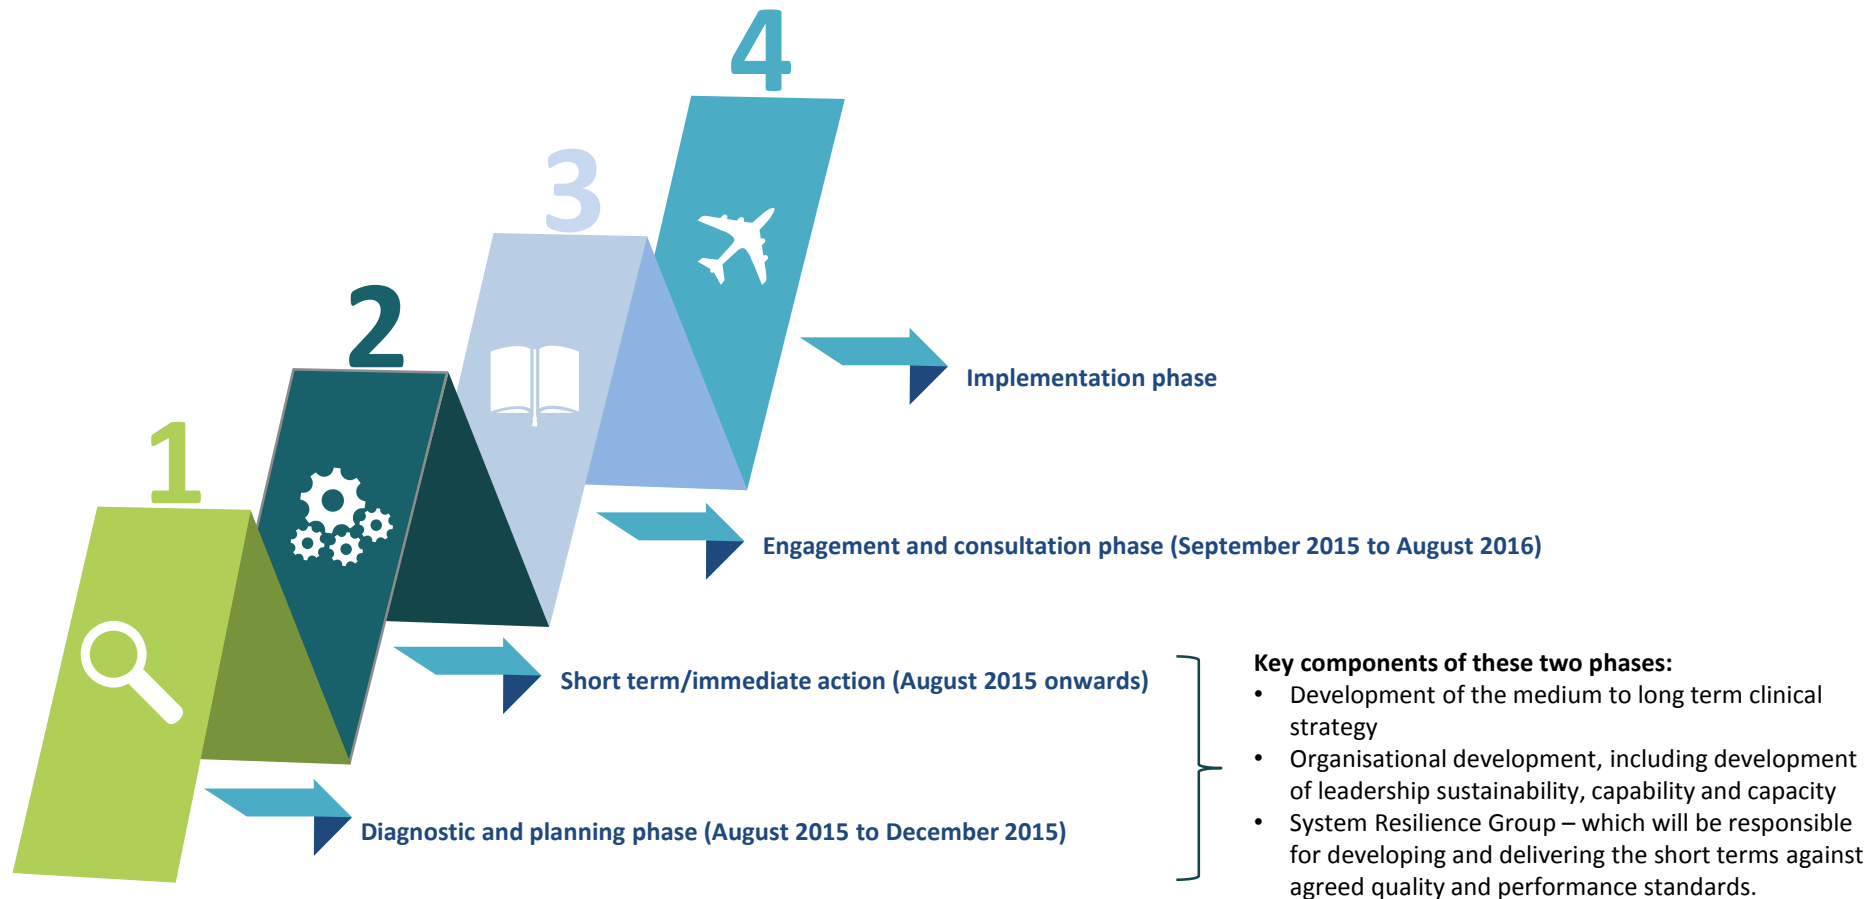 4
3
2
1
Implementation phase
Engagement and consultation phase (September 2015 to August 2016)
Short term/immediate action (August 2015 onwards)
Diagnostic and planning phase (August 2015 to December 2015)
Key components of these two phases:
• Development of the medium to long term clinical
strategy
• Organisational development, including development
of leadership sustainability, capability and capacity
• System Resilience Group – which will be responsible
for developing and delivering the short terms against
agreed quality and performance standards.